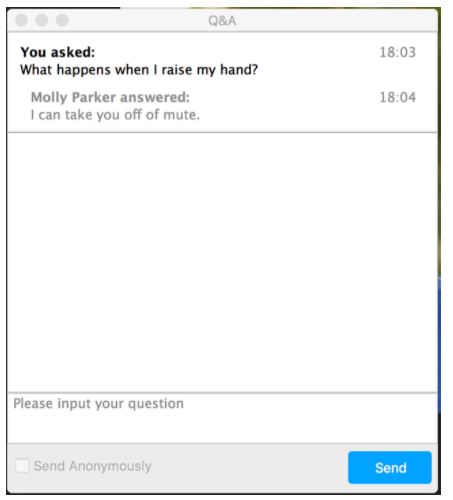 Q&A
You asked: 18:03
What happens when I raise my hand?
Molly Parker answered: 18:04
I can take you off of mute.
Please input your question
Send Anonymously
Send